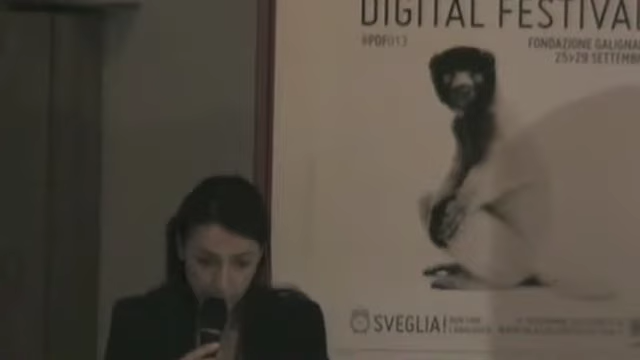 DIGITAL FESTIVAL
#PDF013
FONDAZIONE GALIGNA
25>29 SETTEMB
SVEGLIA!